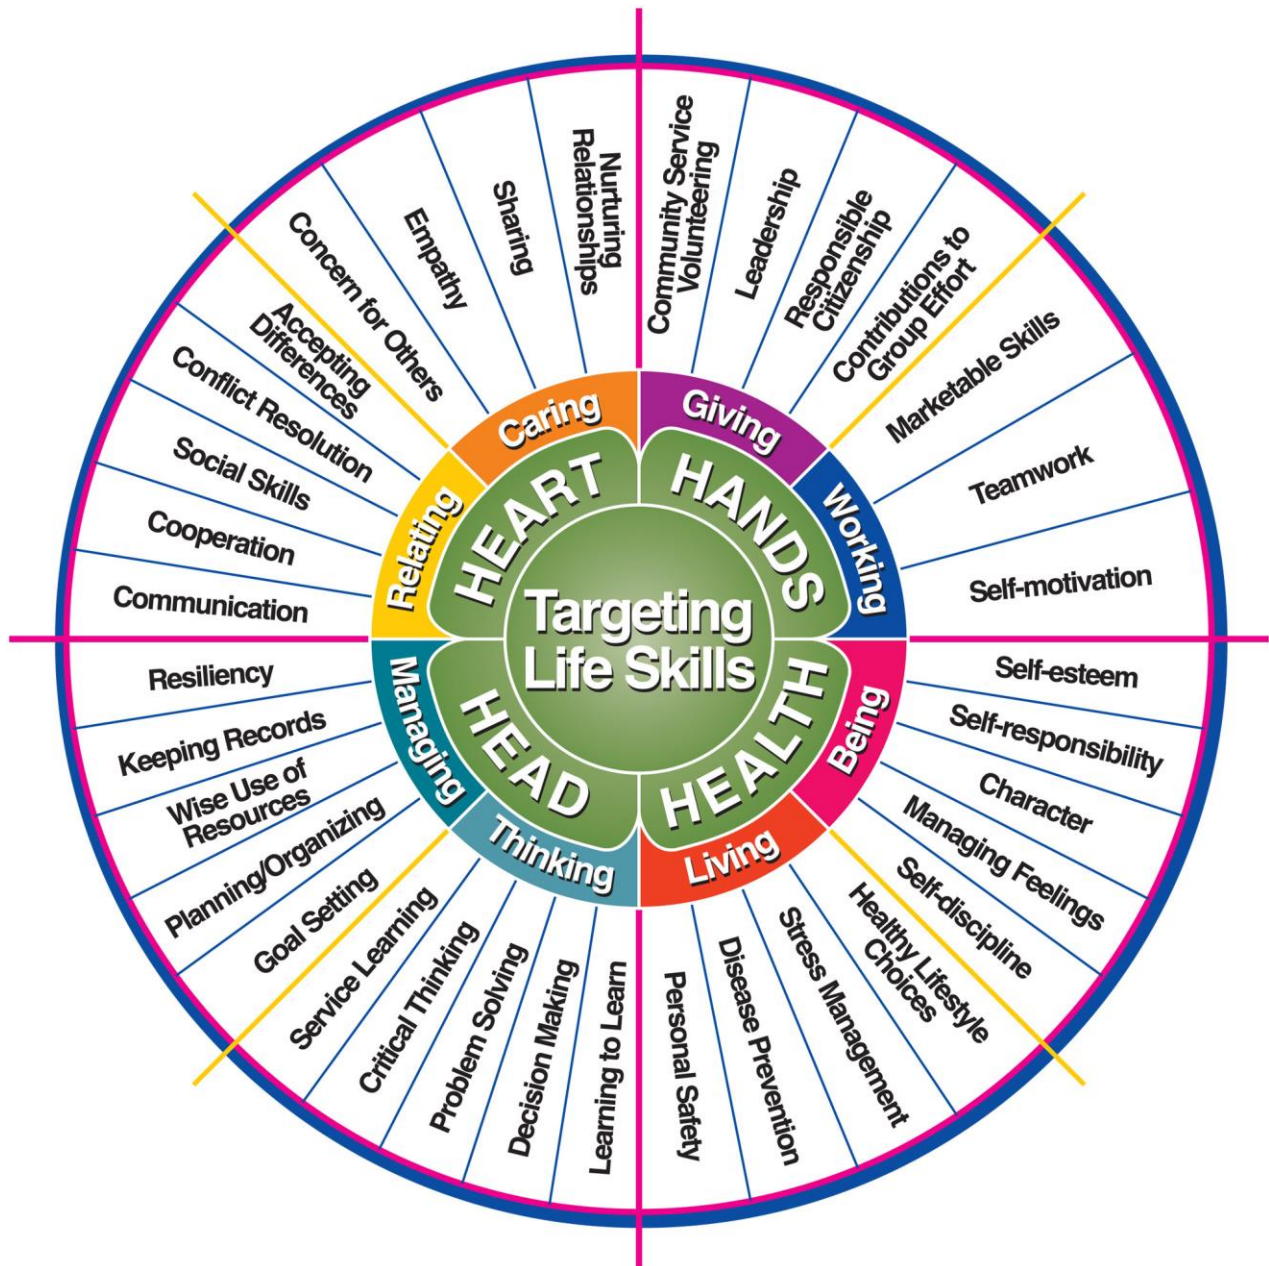 Targeting
Life Skills
HEART
HANDS
HEALTH
HEAD
Caring
Giving
Working
Being
Living
Thinking
Managing
Relating
Community Service
Volunteering
Leadership
Responsible
Citizenship
Contributions to
Group Effort
Marketable Skills
Teamwork
Self-motivation
Self-esteem
Self-responsibility
Character
Managing Feelings
Self-discipline
Healthy Lifestyle
Choices
Stress Management
Disease Prevention
Personal Safety
Learning to Learn
Decision Making
Problem Solving
Critical Thinking
Service Learning
Goal Setting
Planning/Organizing
Wise Use of
Resources
Keeping Records
Resiliency
Communication
Cooperation
Social Skills
Conflict Resolution
Accepting
Differences
Concern for Others
Empathy
Sharing
Nurturing
Relationships